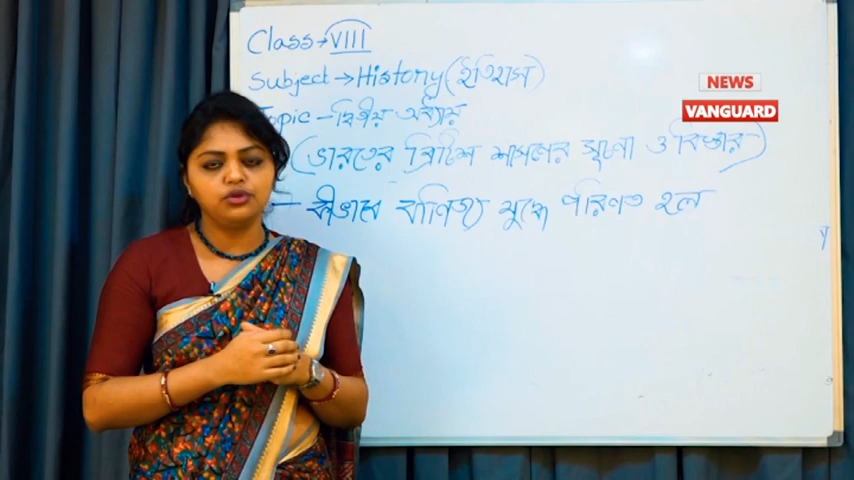 Class→VIII
Subject→History (ইতিহাস)
Topic – দ্বিতীয় অধ্যায়
(ভারতের ব্রিটিশ শাসনের সূচনা ও বিস্তার)
– কীভাবে বাণিজ্য যুদ্ধে পরিণত হল
NEWS
VANGUARD